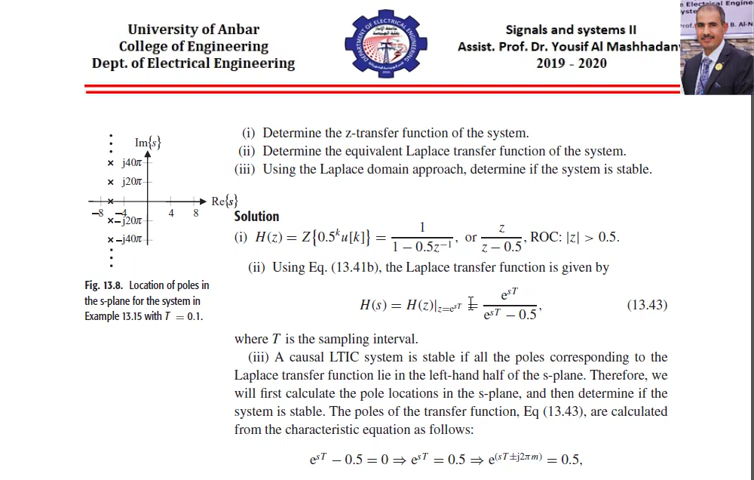 University of Anbar
College of Engineering
Dept. of Electrical Engineering
Signals and systems II
Assist. Prof. Dr. Yousif Al Mashhadan
2019 - 2020
(i) Determine the z-transfer function of the system.
(ii) Determine the equivalent Laplace transfer function of the system.
(iii) Using the Laplace domain approach, determine if the system is stable.
Im{s}
j40π
j20π
Re{s}
−8 −4 4 8
−j20π
−j40π
Fig. 13.8. Location of poles in
the s-plane for the system in
Example 13.15 with T = 0.1.
Solution
(i) H(z) = Z{0.5^k u[k]} = 1/(1 − 0.5z^−1), or z/(z − 0.5), ROC: |z| > 0.5.
(ii) Using Eq. (13.41b), the Laplace transfer function is given by
H(s) = H(z)|_{z=e^{sT}} = e^{sT}/(e^{sT} − 0.5), (13.43)
where T is the sampling interval.
(iii) A causal LTIC system is stable if all the poles corresponding to the
Laplace transfer function lie in the left-hand half of the s-plane. Therefore, we
will first calculate the pole locations in the s-plane, and then determine if the
system is stable. The poles of the transfer function, Eq (13.43), are calculated
from the characteristic equation as follows:
e^{sT} − 0.5 = 0 ⇒ e^{sT} = 0.5 ⇒ e^{(sT±j2πm)} = 0.5,